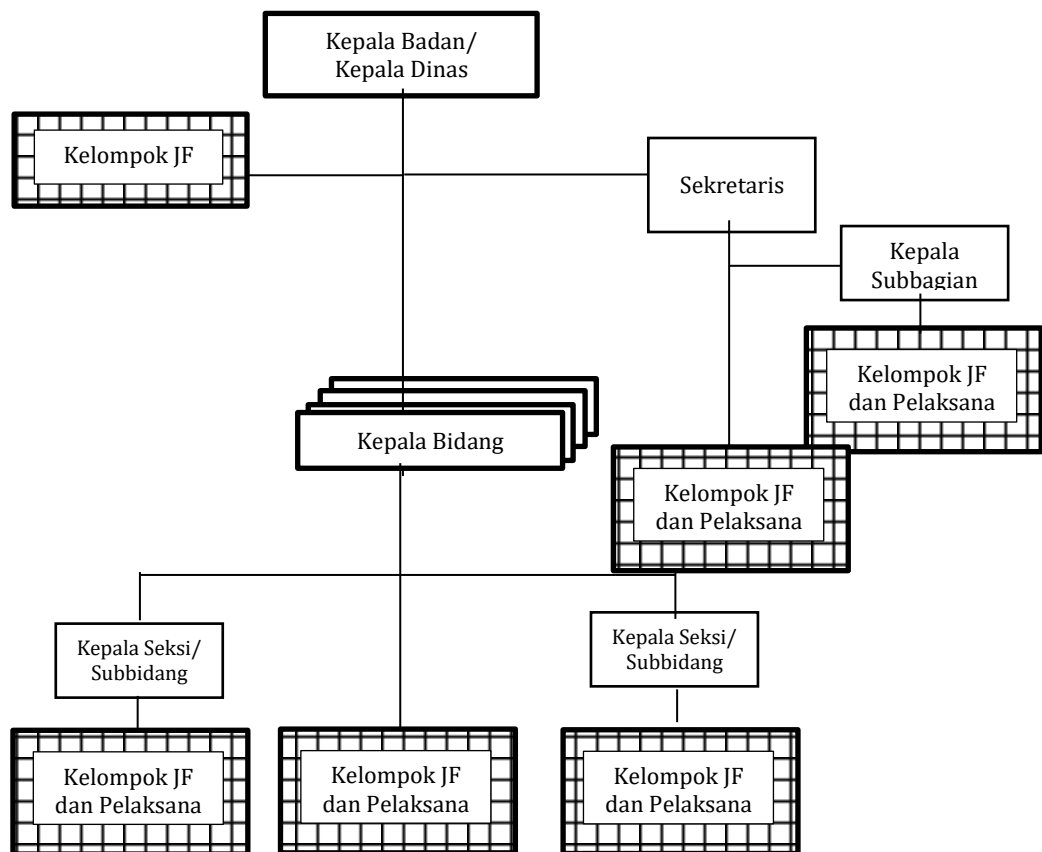 Kepala Badan/
Kepala Dinas
Kelompok JF
Sekretaris
Kepala
Subbagian
Kelompok JF
dan Pelaksana
Kepala Bidang
Kelompok JF
dan Pelaksana
Kepala Seksi/
Subbidang
Kepala Seksi/
Subbidang
Kelompok JF
dan Pelaksana
Kelompok JF
dan Pelaksana
Kelompok JF
dan Pelaksana